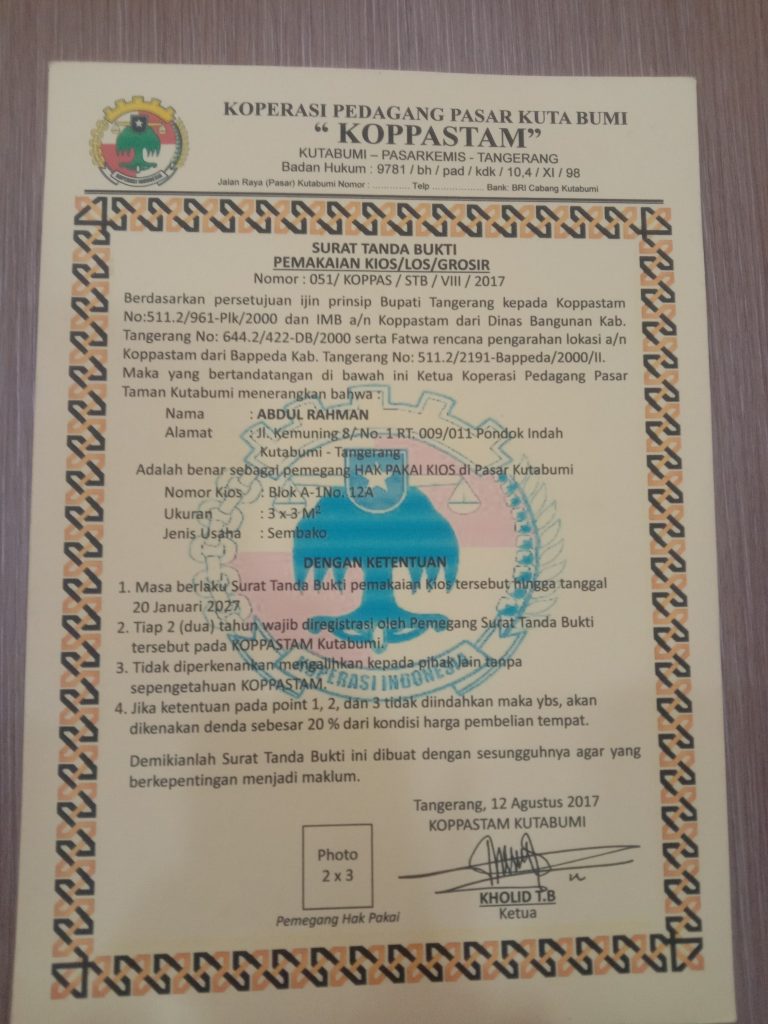 KOPERASI PEDAGANG PASAR KUTA BUMI
“ KOPPASTAM”
KUTABUMI – PASARKEMIS - TANGERANG
Badan Hukum : 9781 / bh / pad / kdk / 10,4 / XI / 98
Jalan Raya (Pasar) Kutabumi Nomor : ............ Telp ................. Bank: BRI Cabang Kutabumi
KOPERASI INDONESIA
SURAT TANDA BUKTI
PEMAKAIAN KIOS/LOS/GROSIR
Nomor : 051/ KOPPAS / STB / VIII / 2017
Berdasarkan persetujuan ijin prinsip Bupati Tangerang kepada Koppastam
No:511.2/961-Plk/2000 dan IMB a/n Koppastam dari Dinas Bangunan Kab.
Tangerang No: 644.2/422-DB/2000 serta Fatwa rencana pengarahan lokasi a/n
Koppastam dari Bappeda Kab. Tangerang No: 511.2/2191-Bappeda/2000/II.
Maka yang bertandatangan di bawah ini Ketua Koperasi Pedagang Pasar
Taman Kutabumi menerangkan bahwa :
Nama : ABDUL RAHMAN
Alamat : Jl. Kemuning 8/ No. 1 RT. 009/011 Pondok Indah
Kutabumi - Tangerang
Adalah benar sebagai pemegang HAK PAKAI KIOS di Pasar Kutabumi
Nomor Kios : Blok A-1No. 12A
Ukuran : 3 x 3 M²
Jenis Usaha : Sembako
DENGAN KETENTUAN
1. Masa berlaku Surat Tanda Bukti pemakaian kios tersebut hingga tanggal
20 Januari 2027
2. Tiap 2 (dua) tahun wajib diregistrasi oleh Pemegang Surat Tanda Bukti
tersebut pada KOPPASTAM Kutabumi.
3. Tidak diperkenankan mengalihkan kepada pihak lain tanpa
sepengetahuan KOPPASTAM.
KOPERASI INDONESIA
4. Jika ketentuan pada point 1, 2, dan 3 tidak diindahkan maka ybs, akan
dikenakan denda sebesar 20 % dari kondisi harga pembelian tempat.
Demikianlah Surat Tanda Bukti ini dibuat dengan sesungguhnya agar yang
berkepentingan menjadi maklum.
Tangerang, 12 Agustus 2017
KOPPASTAM KUTABUMI
Photo
2 x 3
Pemegang Hak Pakai
KHOLID T.B
Ketua